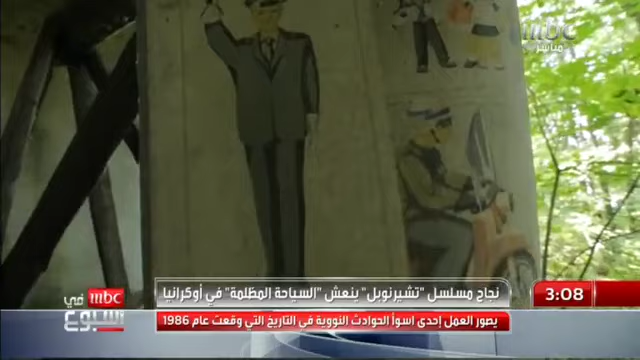 mbc
مباشر
نجاح مسلسل "تشيرنوبل" ينعش "السياحة المظلمة" في أوكرانيا
3:08
يصور العمل إحدى اسوأ الحوادث النووية في التاريخ التي وقعت عام 1986
mbc في
أسبوع